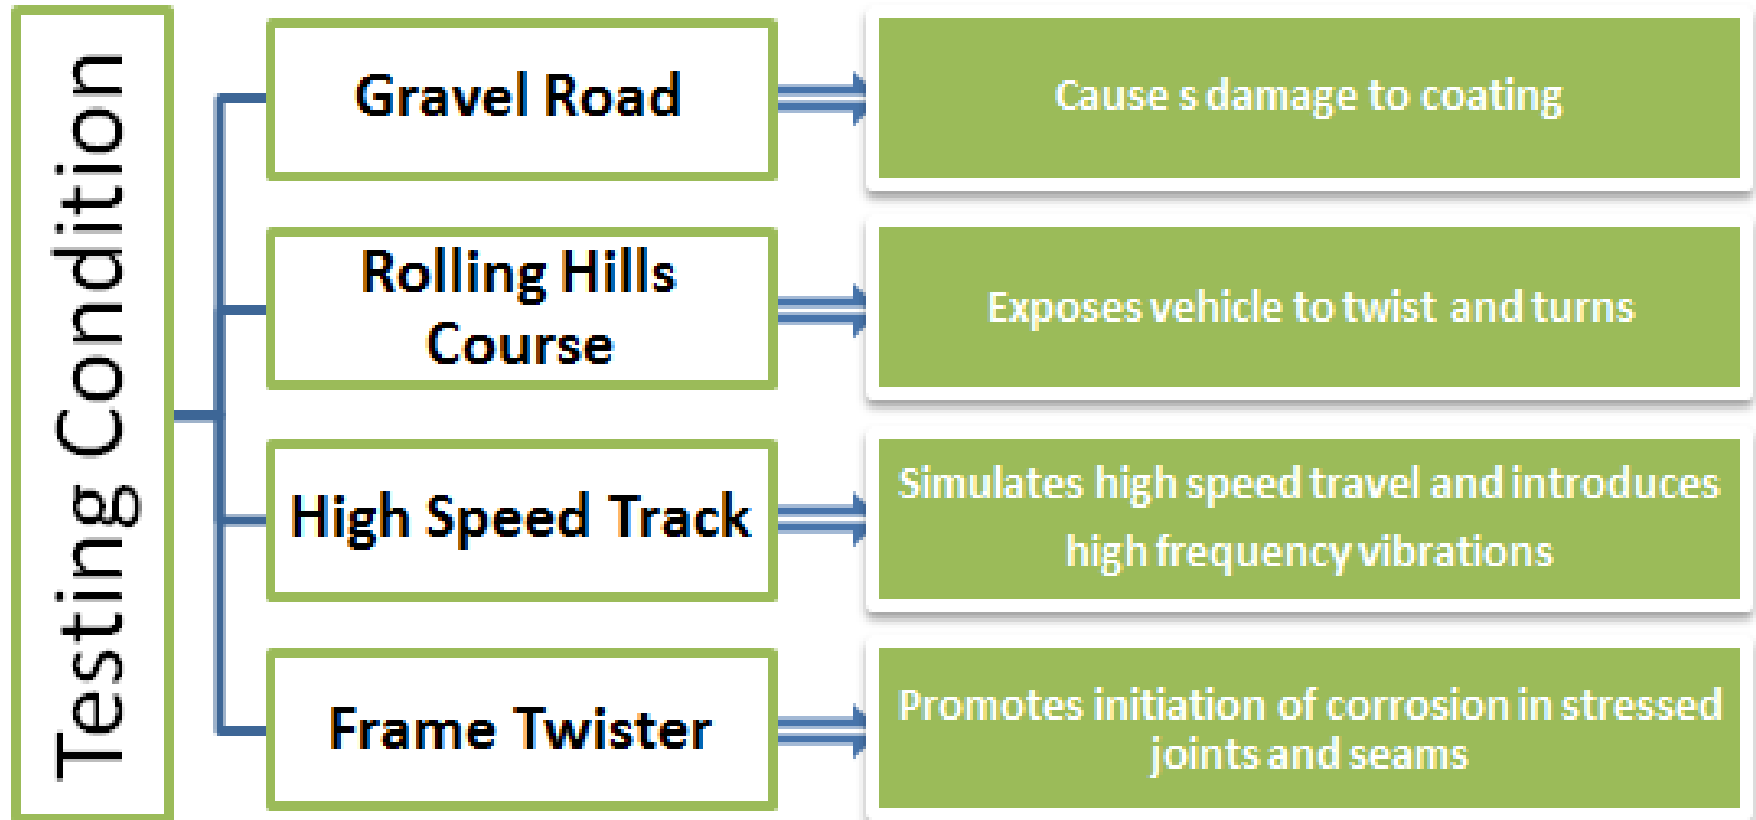 Testing Condition
Gravel Road
Cause s damage to coating
Rolling Hills
Course
Exposes vehicle to twist and turns
High Speed Track
Simulates high speed travel and introduces
high frequency vibrations
Frame Twister
Promotes initiation of corrosion in stressed
joints and seams